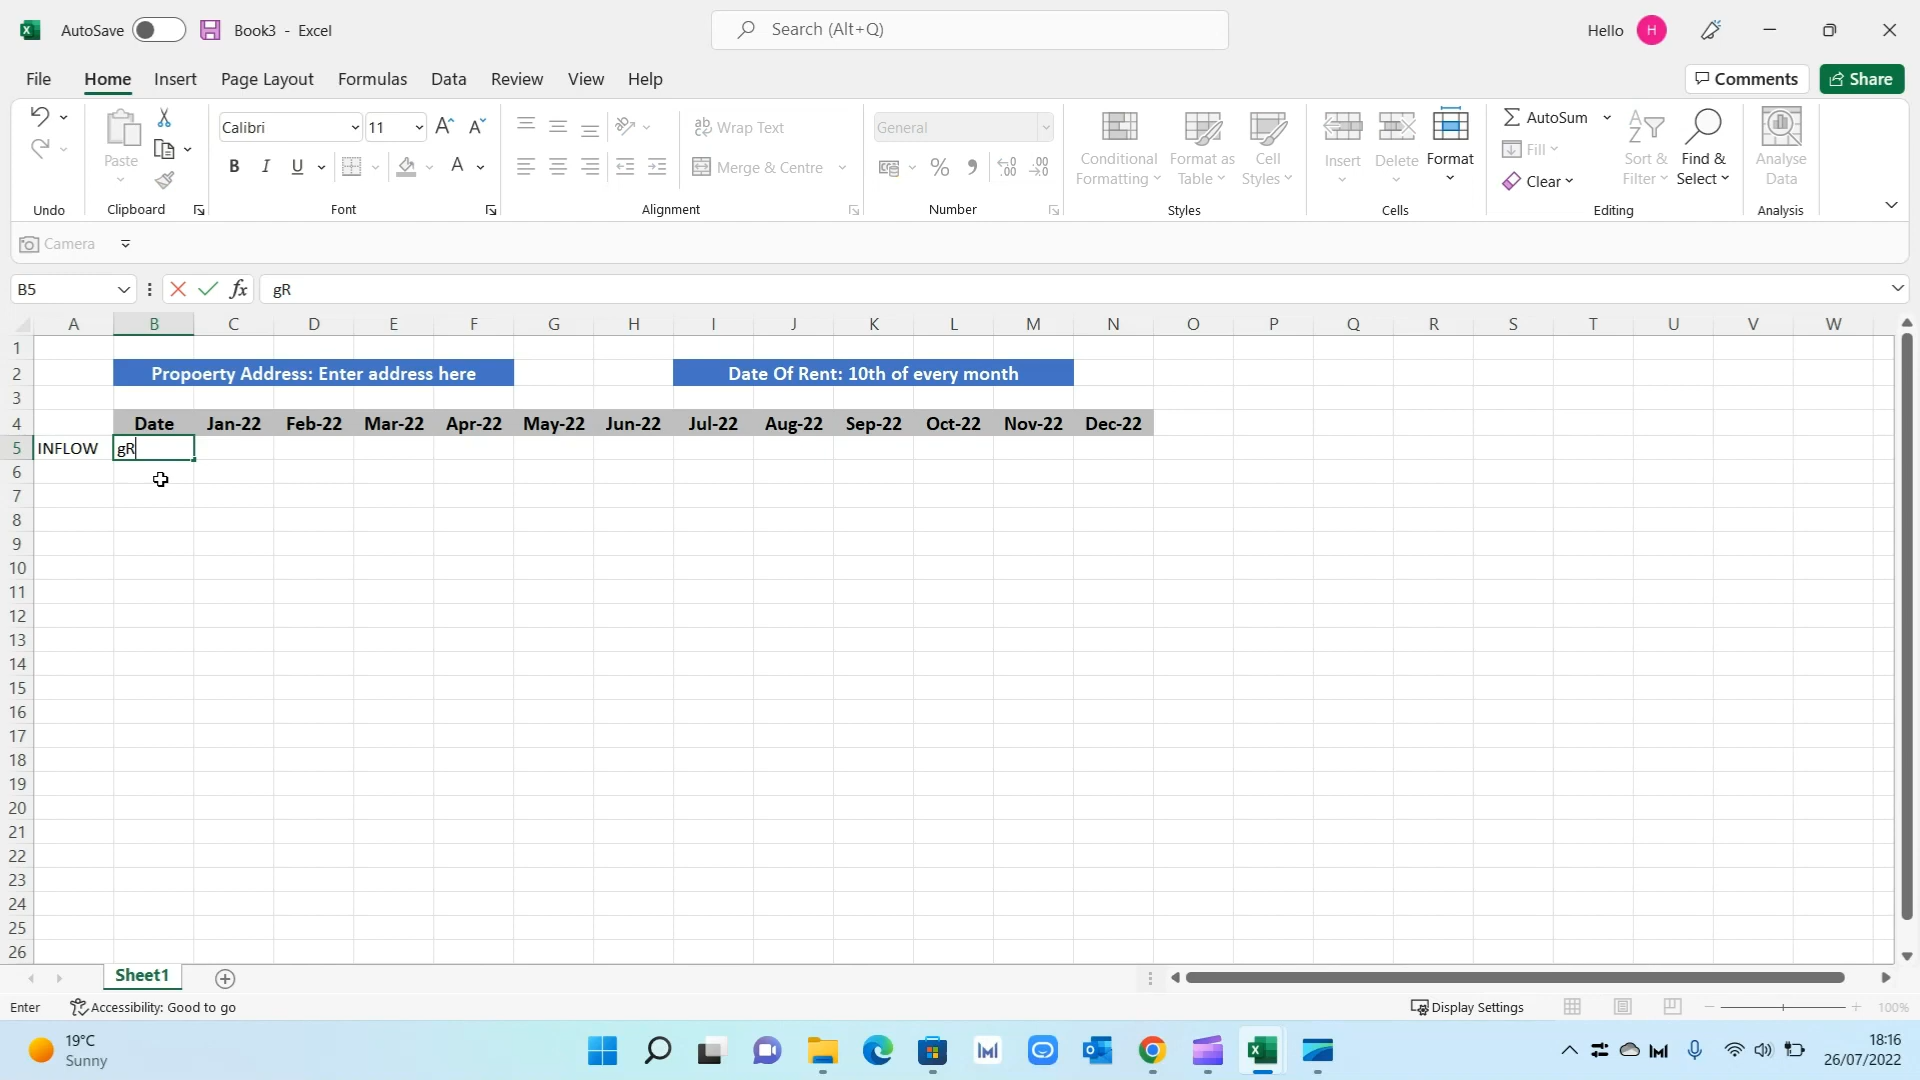 AutoSave Book3 - Excel Search (Alt+Q) Hello H
File Home Insert Page Layout Formulas Data Review View Help Comments Share
Calibri 11 Wrap Text General AutoSum
Paste B I U Merge & Centre Conditional Formatting Format as Table Cell Styles Insert Delete Format Fill Sort & Filter Find & Select Analyse Data
Clear
Undo Clipboard Font Alignment Number Styles Cells Editing Analysis
Camera
B5 fx gR
A B C D E F G H I J K L M N O P Q R S T U V W
1
2 Propoerty Address: Enter address here Date Of Rent: 10th of every month
3
4 Date Jan-22 Feb-22 Mar-22 Apr-22 May-22 Jun-22 Jul-22 Aug-22 Sep-22 Oct-22 Nov-22 Dec-22
5 INFLOW gR
6
7
8
9
10
11
12
13
14
15
16
17
18
19
20
21
22
23
24
25
26
Sheet1
Enter Accessibility: Good to go Display Settings 100%
19°C
Sunny
18:16
26/07/2022